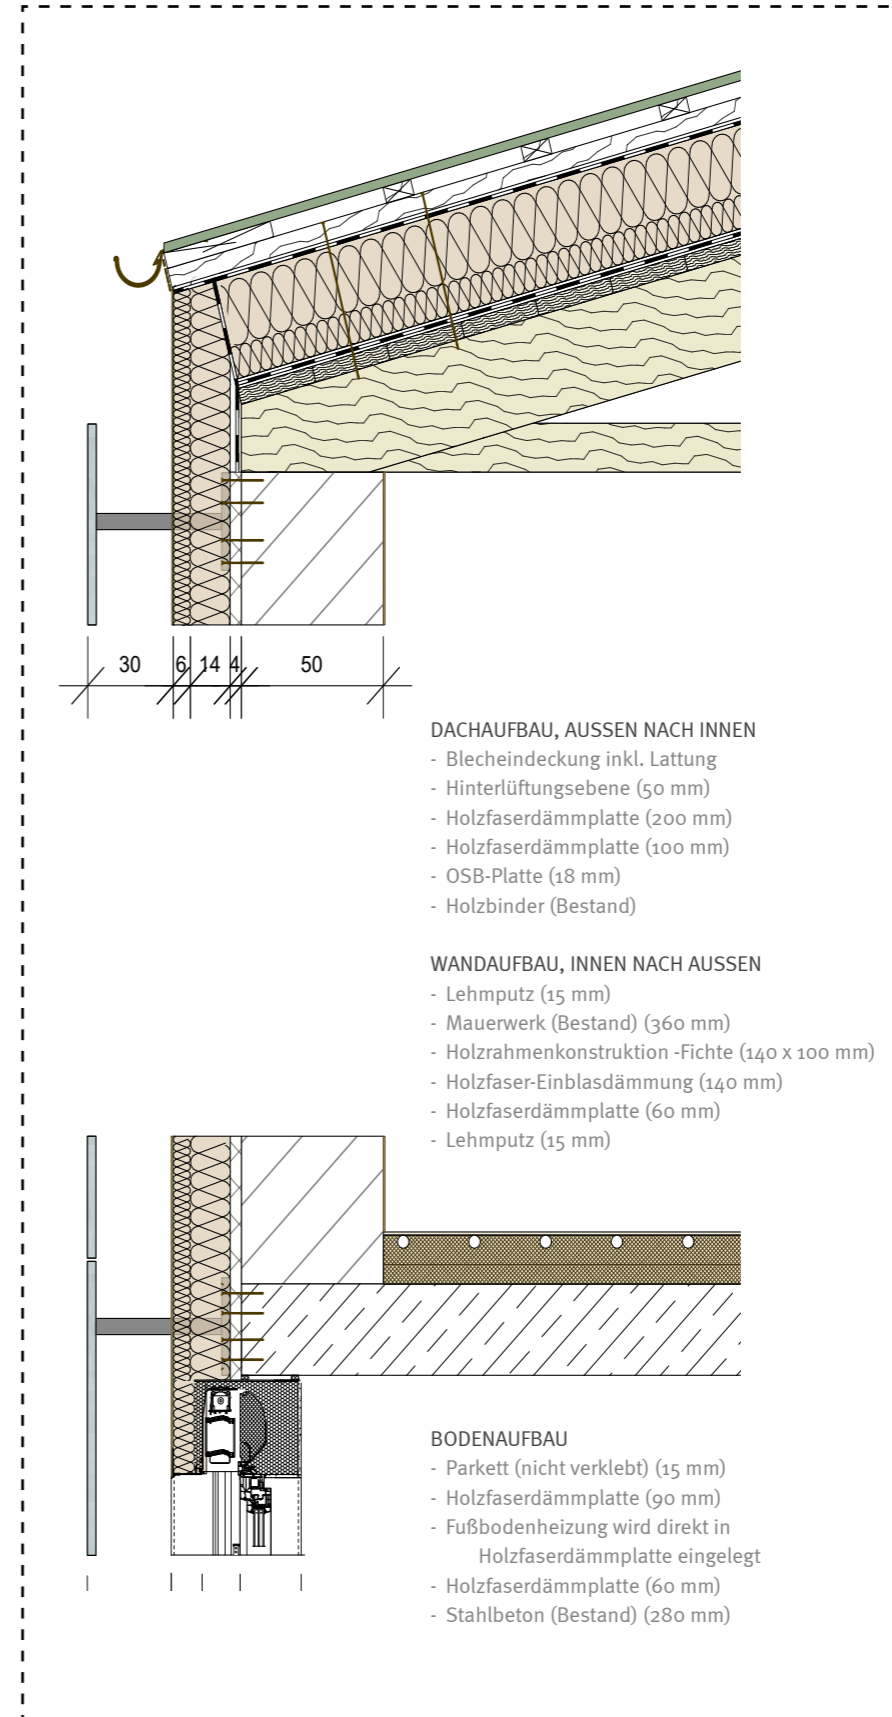 30 6 14 4 50
DACHAUFBAU, AUSSEN NACH INNEN
- Blecheindeckung inkl. Lattung
- Hinterlüftungsebene (50 mm)
- Holzfaserdämmplatte (200 mm)
- Holzfaserdämmplatte (100 mm)
- OSB-Platte (18 mm)
- Holzbinder (Bestand)
WANDAUFBAU, INNEN NACH AUSSEN
- Lehmputz (15 mm)
- Mauerwerk (Bestand) (360 mm)
- Holzrahmenkonstruktion -Fichte (140 x 100 mm)
- Holzfaser-Einblasdämmung (140 mm)
- Holzfaserdämmplatte (60 mm)
- Lehmputz (15 mm)
BODENAUFBAU
- Parkett (nicht verklebt) (15 mm)
- Holzfaserdämmplatte (90 mm)
- Fußbodenheizung wird direkt in
Holzfaserdämmplatte eingelegt
- Holzfaserdämmplatte (60 mm)
- Stahlbeton (Bestand) (280 mm)